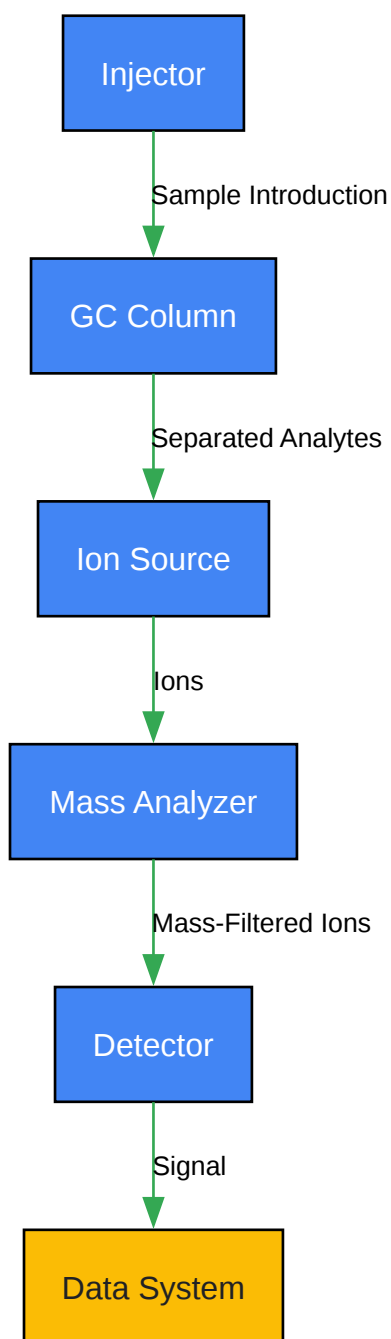 Injector
Sample Introduction
GC Column
Separated Analytes
Ion Source
Ions
Mass Analyzer
Mass-Filtered Ions
Detector
Signal
Data System